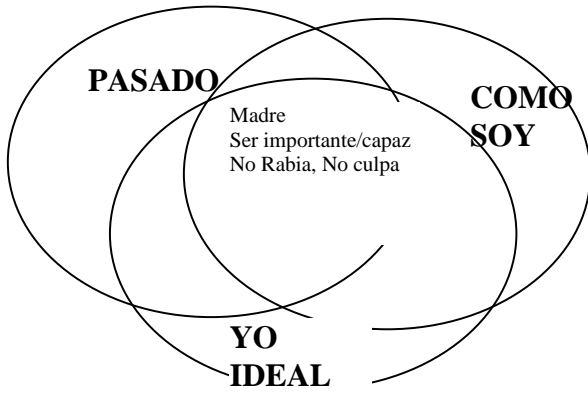 PASADO
COMO
SOY
Madre
Ser importante/capaz
No Rabia, No culpa
YO
IDEAL